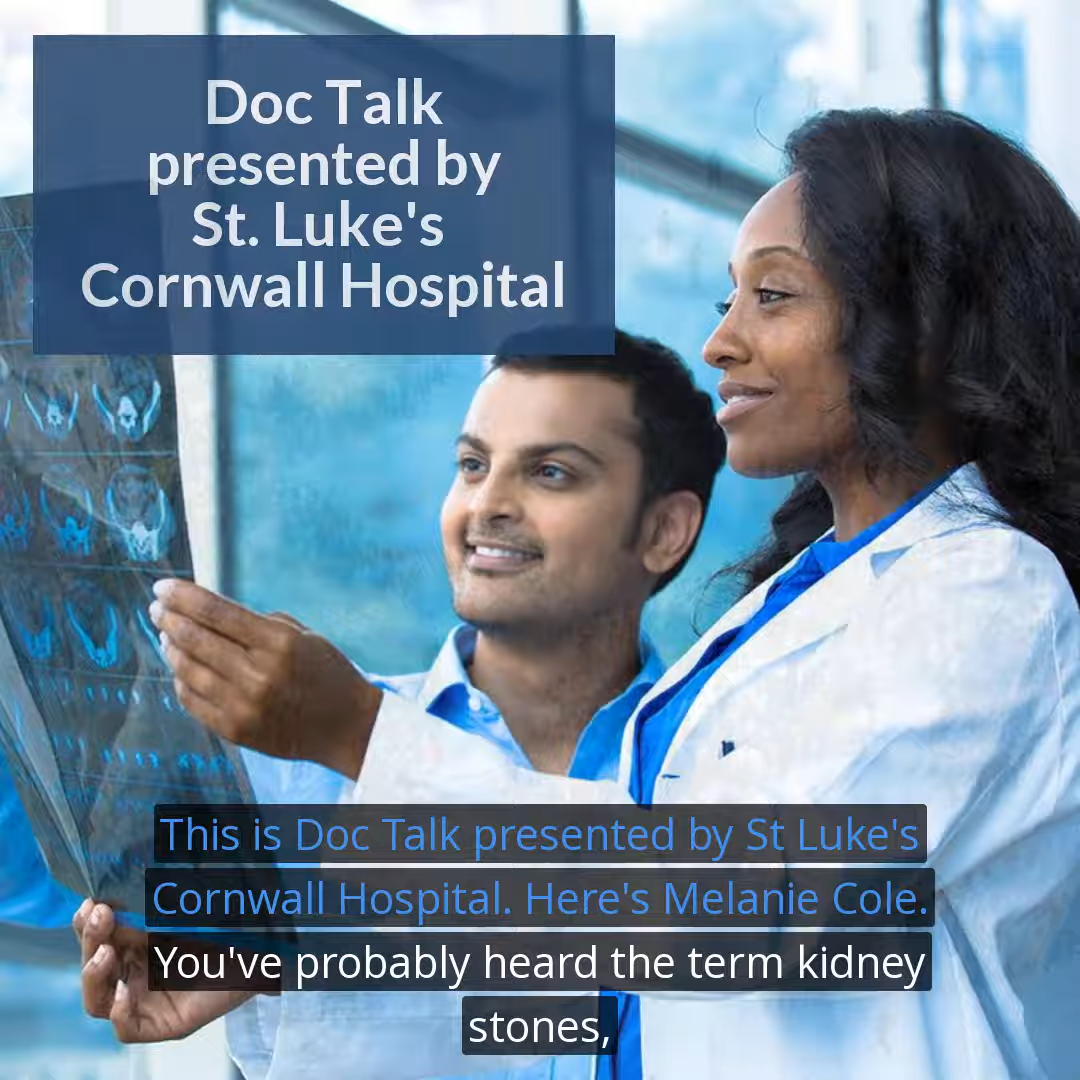 Doc Talk
presented by
St. Luke's
Cornwall Hospital
This is Doc Talk presented by St Luke's
Cornwall Hospital. Here's Melanie Cole.
You've probably heard the term kidney
stones,